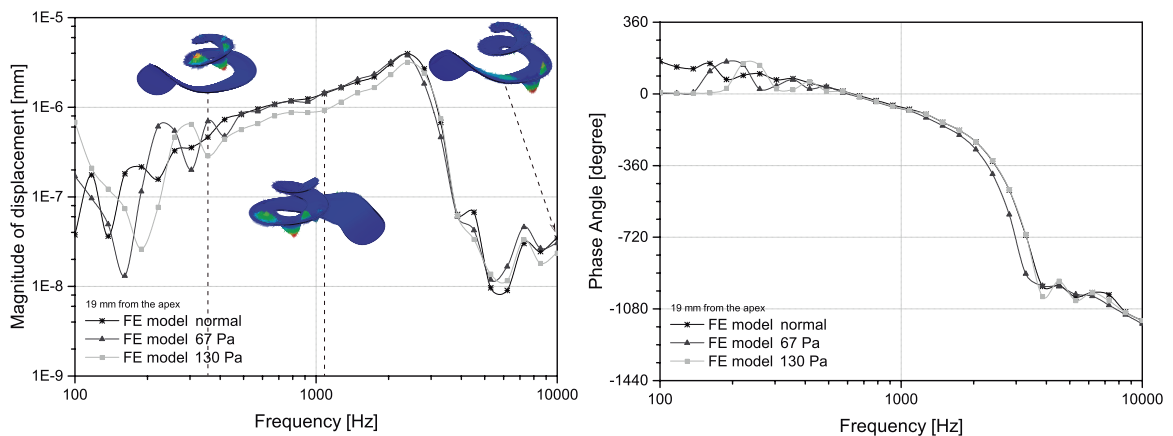 1E-5
1E-6
1E-7
1E-8
1E-9
Magnitude of displacement [mm]
19 mm from the apex
FE model normal
FE model 67 Pa
FE model 130 Pa
100
1000
10000
Frequency [Hz]
360
0
-360
-720
-1080
-1440
Phase Angle [degree]
19 mm from the apex
FE model normal
FE model 67 Pa
FE model 130 Pa
100
1000
10000
Frequency [Hz]